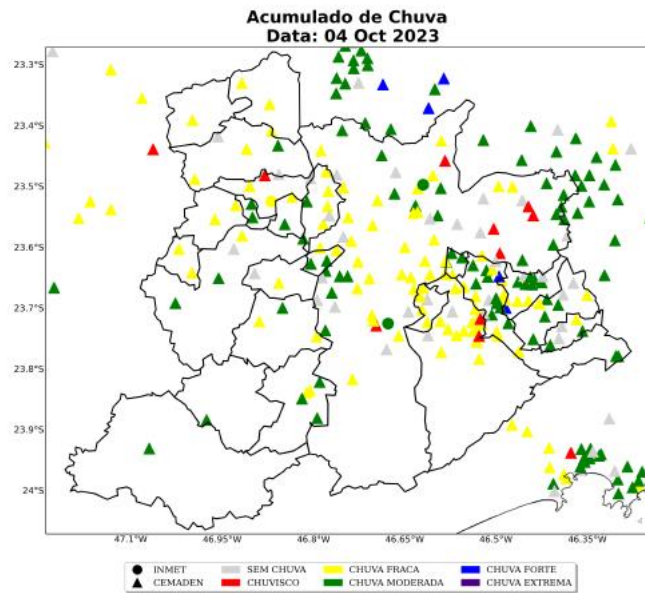 Acumulado de Chuva
Data: 04 Oct 2023
23.3°S
23.4°S
23.5°S
23.6°S
23.7°S
23.8°S
23.9°S
24°S
47.1°W
46.95°W
46.8°W
46.65°W
46.5°W
46.35°W
INMET
SEM CHUVA
CHUVA FRACA
CHUVA FORTE
CEMADEN
CHUVISCO
CHUVA MODERADA
CHUVA EXTREMA